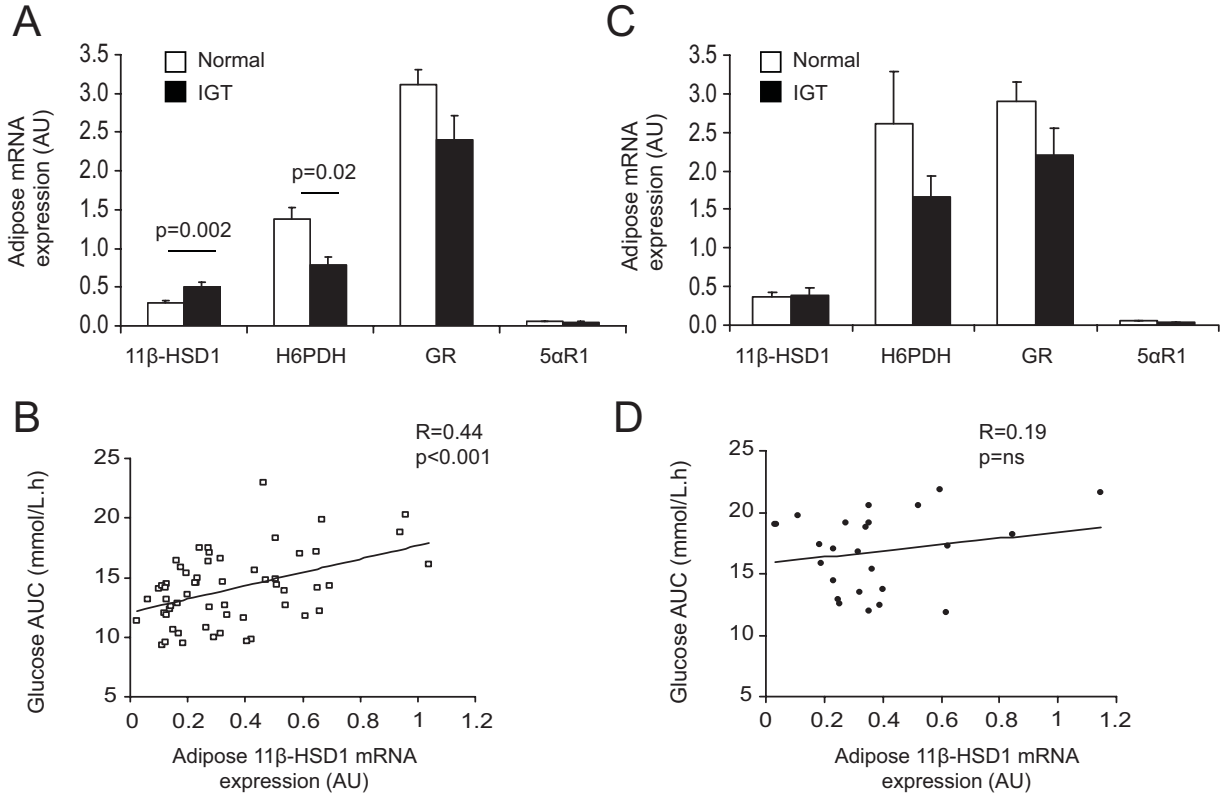 A
Adipose mRNA
expression (AU)
3.5
3.0
2.5
2.0
1.5
1.0
0.5
0.0
Normal
IGT
p=0.002
p=0.02
11β-HSD1 H6PDH GR 5αR1
C
Adipose mRNA
expression (AU)
3.5
3.0
2.5
2.0
1.5
1.0
0.5
0.0
Normal
IGT
11β-HSD1 H6PDH GR 5αR1
B
R=0.44
p<0.001
Glucose AUC (mmol/L.h)
25
20
15
10
5
0 0.2 0.4 0.6 0.8 1 1.2
Adipose 11β-HSD1 mRNA
expression (AU)
D
R=0.19
p=ns
Glucose AUC (mmol/L.h)
25
20
15
10
5
0 0.2 0.4 0.6 0.8 1 1.2
Adipose 11β-HSD1 mRNA
expression (AU)